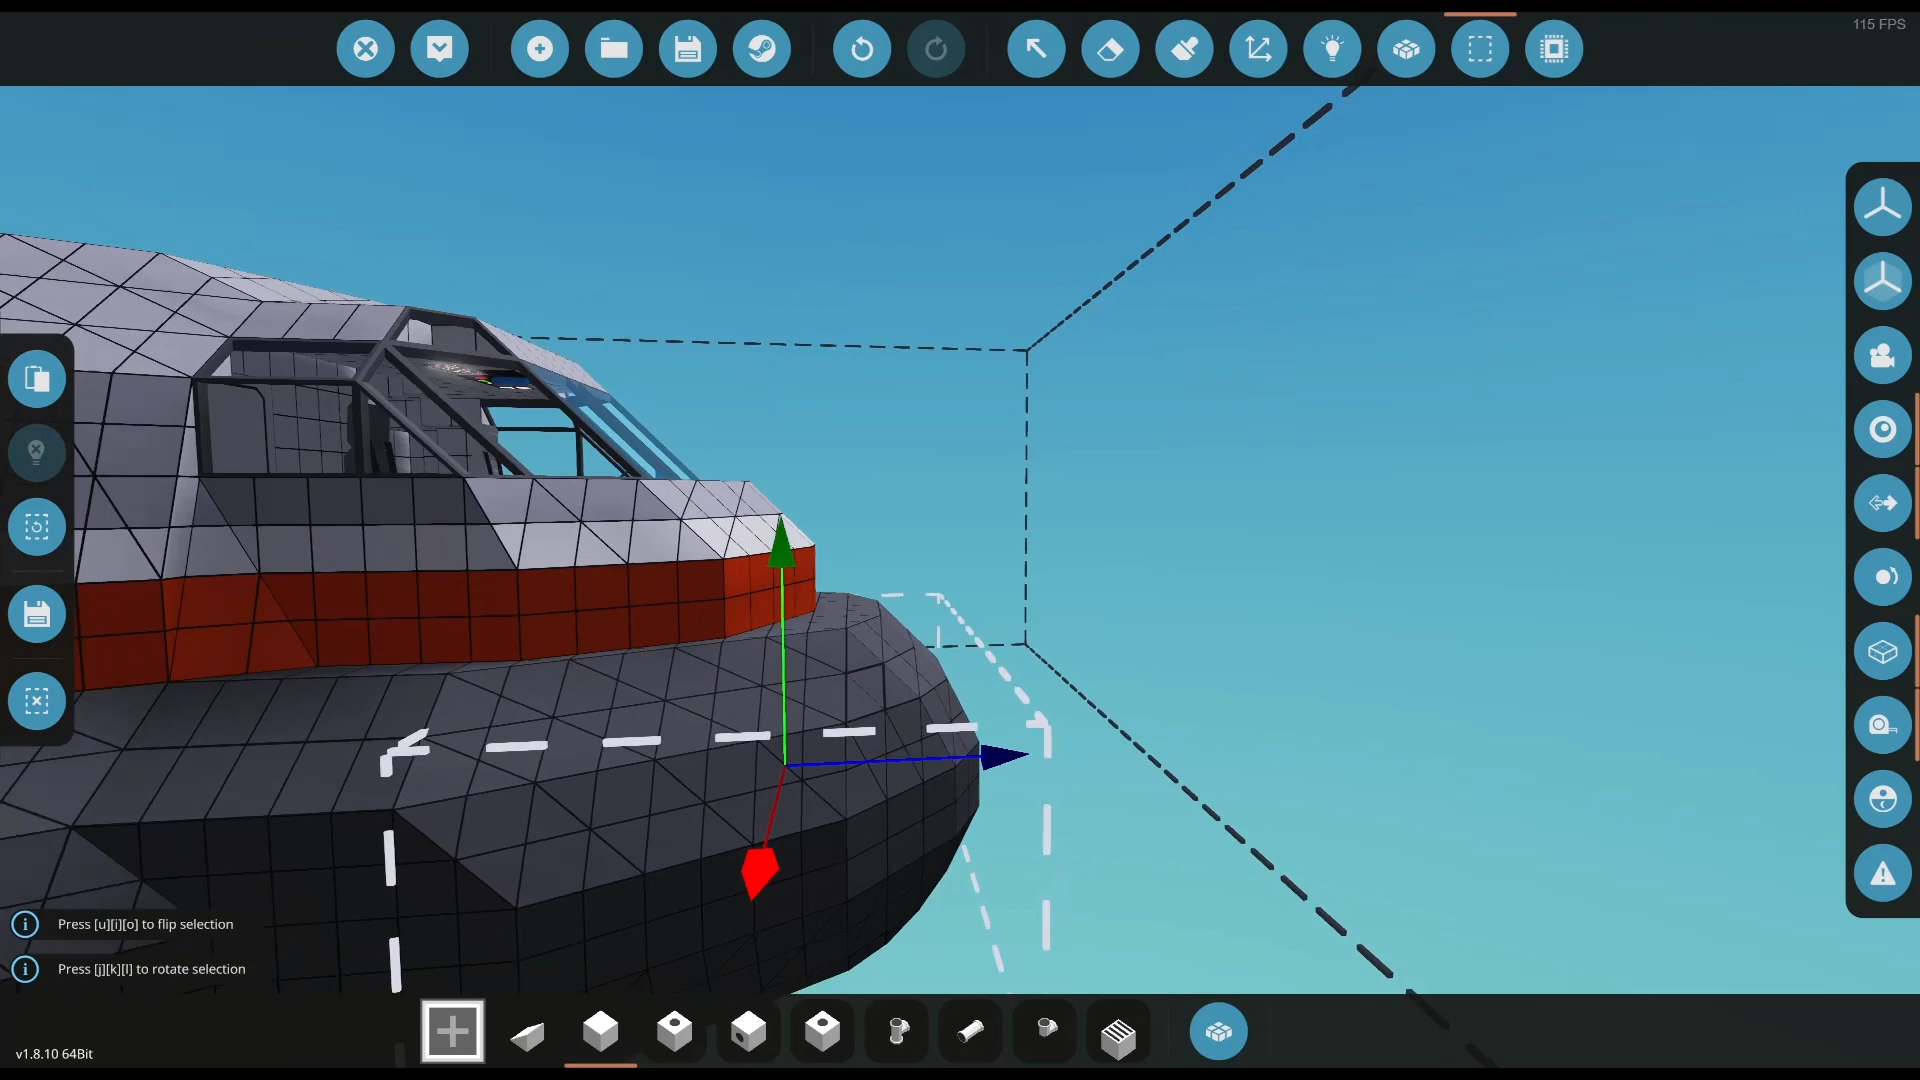 115 FPS
Press [u][i][o] to flip selection
Press [j][k][l] to rotate selection
v1.8.10 64Bit